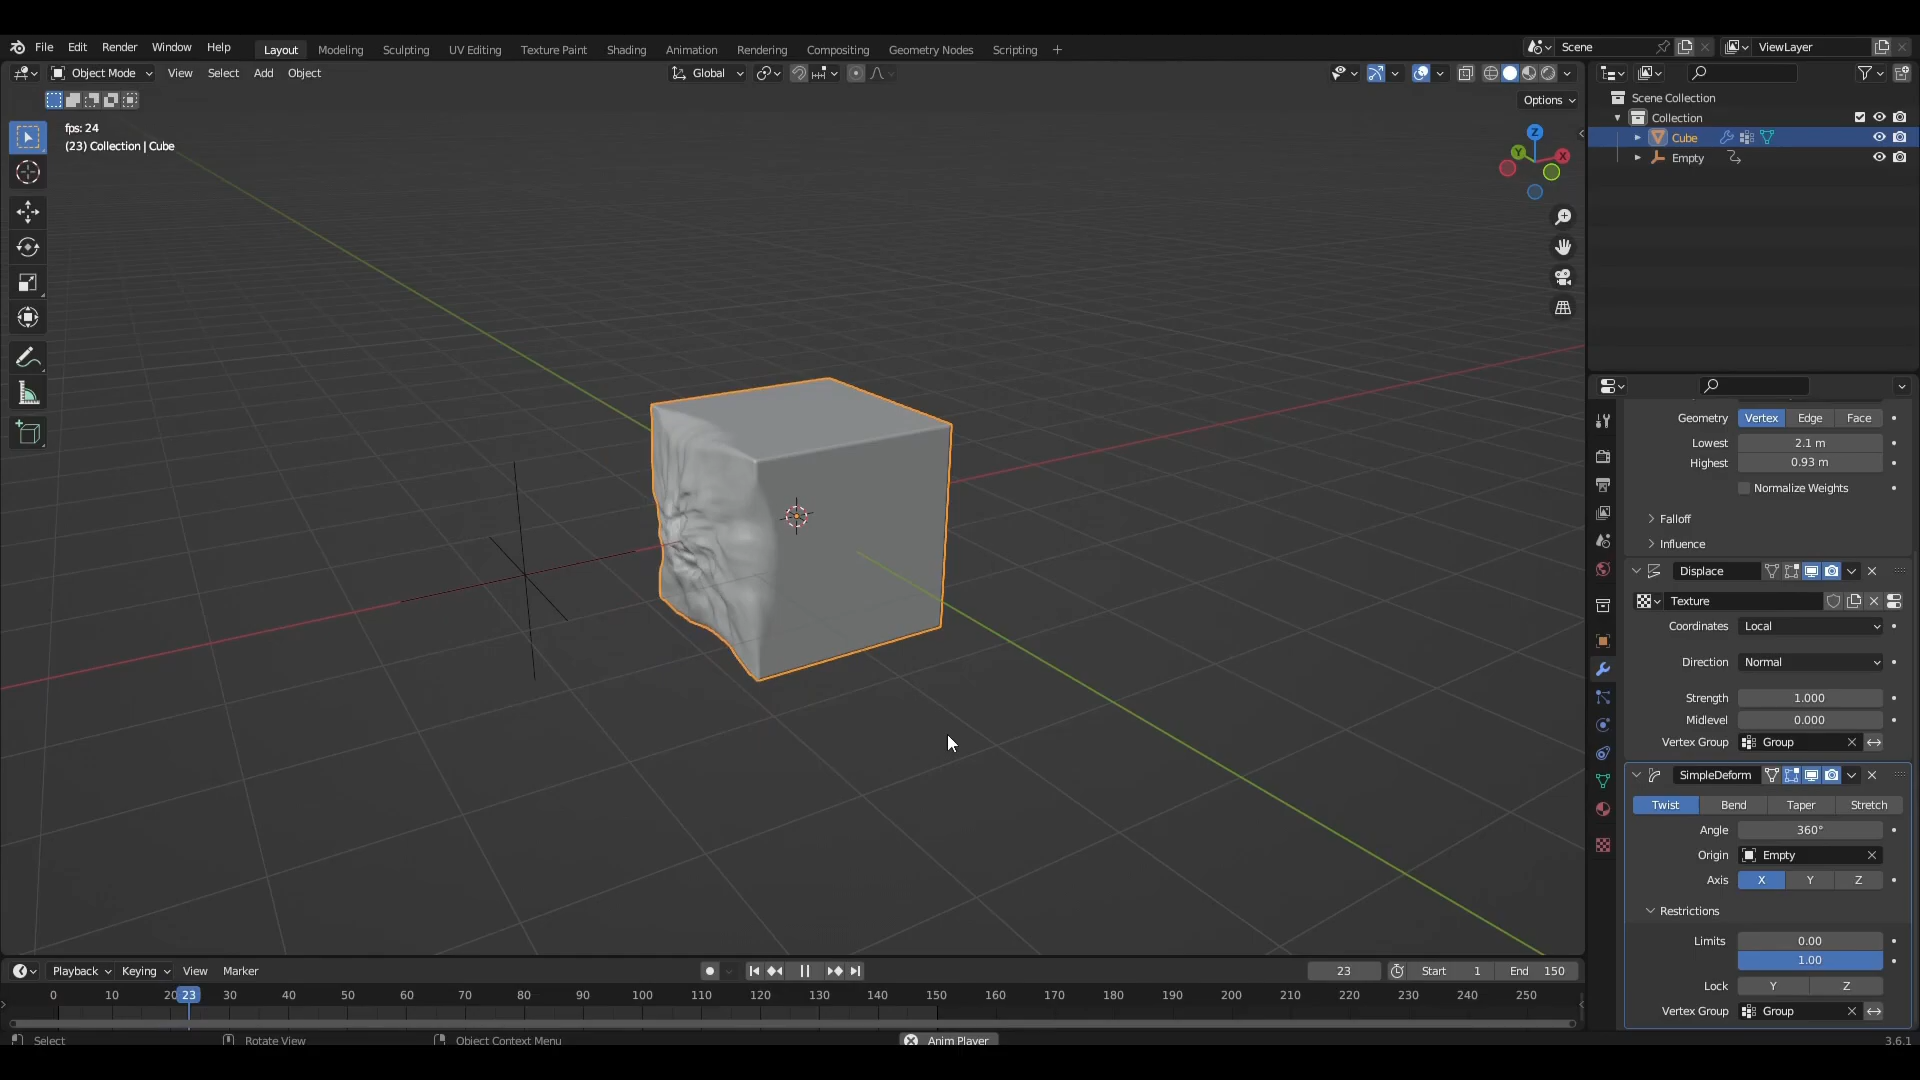 File Edit Render Window Help Layout Modeling Sculpting UV Editing Texture Paint Shading Animation Rendering Compositing Geometry Nodes Scripting + Scene ViewLayer
Object Mode View Select Add Object Global
Options
fps: 24
(23) Collection | Cube
Z
Y
X
Scene Collection
Collection
Cube
Empty
Geometry Vertex Edge Face
Lowest 2.1 m
Highest 0.93 m
Normalize Weights
Falloff
Influence
Displace
Texture
Coordinates Local
Direction Normal
Strength 1.000
Midlevel 0.000
Vertex Group Group
SimpleDeform
Twist Bend Taper Stretch
Angle 360°
Origin Empty
Axis X Y Z
Restrictions
Limits 0.00
1.00
Lock Y Z
Vertex Group Group
Playback Keying View Marker 23 Start 1 End 150
0 10 20 23 30 40 50 60 70 80 90 100 110 120 130 140 150 160 170 180 190 200 210 220 230 240 250
Select Rotate View Object Context Menu Anim Player 3.6.1